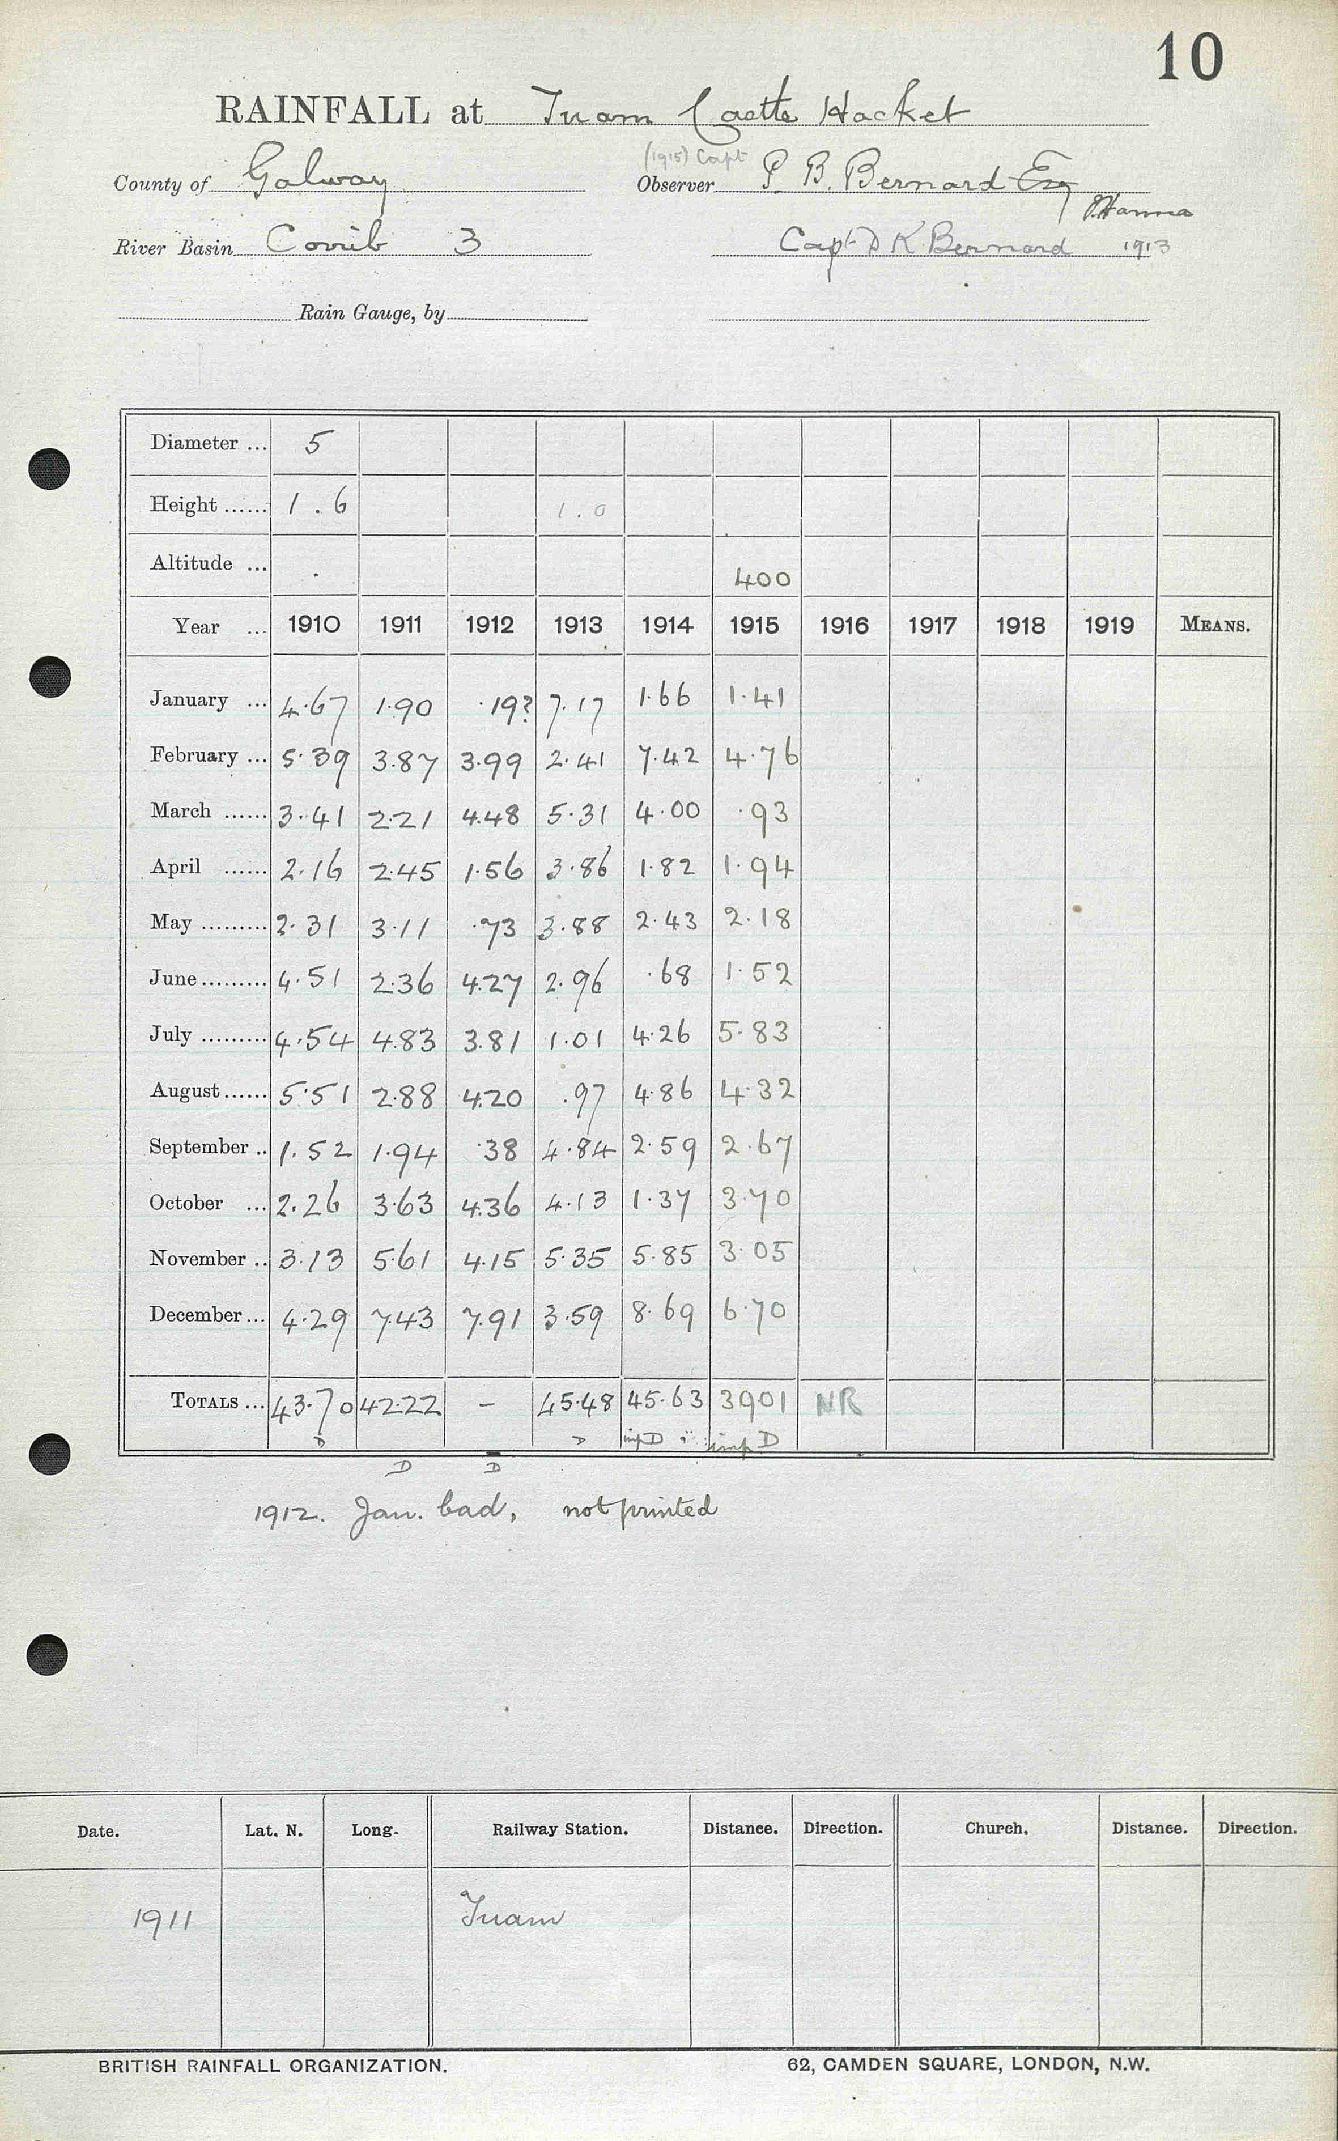 10
RAINFALL at Tuam Castle Hacket
(1915) Capt
County of Galway Observer P. B. Bernard Esq
River Basin Corrib 3 Capt D K Bernard 1913
Rain Gauge, by
Diameter ... 5
Height ...... 1.6 1.0
Altitude ... 400
Year ... 1910 1911 1912 1913 1914 1915 1916 1917 1918 1919 MEANS.
January ... 4.67 1.90 .19? 7.17 1.66 1.41
February ... 5.39 3.87 3.99 2.41 7.42 4.76
March ...... 3.41 2.21 4.48 5.31 4.00 .93
April ...... 2.16 2.45 1.56 3.86 1.82 1.94
May ......... 2.31 3.11 .73 3.88 2.43 2.18
June ......... 4.51 2.36 4.27 2.96 .68 1.52
July ......... 4.54 4.83 3.81 1.01 4.26 5.83
August ...... 5.51 2.88 4.20 .97 4.86 4.32
September .. 1.52 1.94 .38 4.84 2.59 2.67
October ... 2.26 3.63 4.36 4.13 1.37 3.70
November .. 3.13 5.61 4.15 5.35 5.85 3.05
December ... 4.29 7.43 7.91 3.59 8.69 6.70
TOTALS ... 43.70 42.22 - 45.48 45.63 3901 NR
D D imp D imp. D
D D
1912. Jan. bad, not printed
Date. Lat. N. Long. Railway Station. Distance. Direction. Church. Distance. Direction.
1911 Tuam
BRITISH RAINFALL ORGANIZATION. 62, CAMDEN SQUARE, LONDON, N.W.